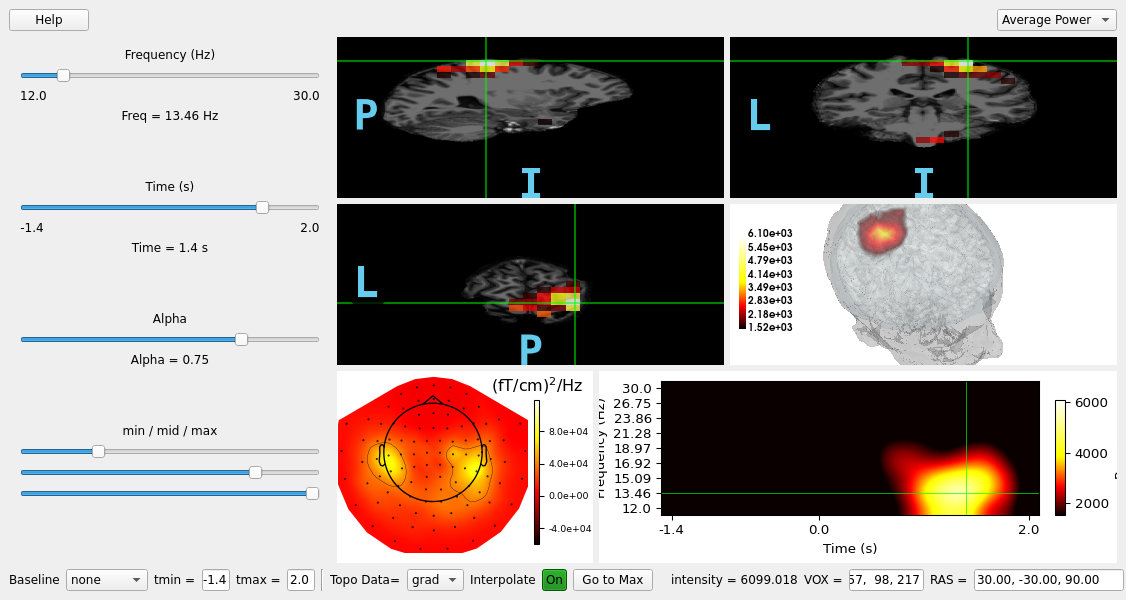 Help
Average Power
Frequency (Hz)
12.0 30.0
Freq = 13.46 Hz
Time (s)
-1.4 2.0
Time = 1.4 s
Alpha
Alpha = 0.75
min / mid / max
P
I
L
I
L
P
6.10e+03
5.45e+03
4.79e+03
4.14e+03
3.49e+03
2.83e+03
2.18e+03
1.52e+03
(fT/cm)²/Hz
8.0e+04
4.0e+04
0.0e+00
-4.0e+04
Frequency (Hz)
30.0
26.75
23.86
21.28
18.97
16.92
15.09
13.46
12.0
-1.4 0.0 2.0
Time (s)
6000
4000
2000
Baseline none tmin = -1.4 tmax = 2.0 Topo Data= grad Interpolate On Go to Max intensity = 6099.018 VOX = 57, 98, 217 RAS = 30.00, -30.00, 90.00